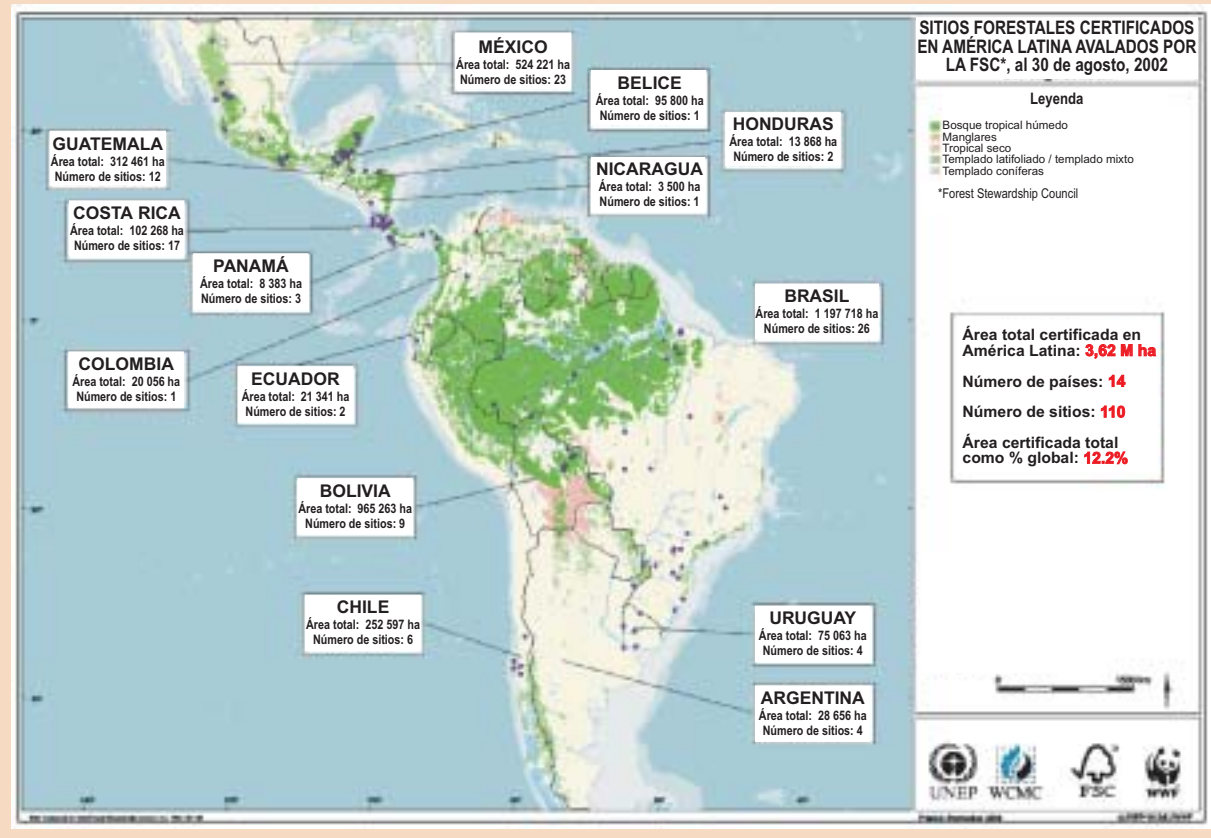 SITIOS FORESTALES CERTIFICADOS
EN AMÉRICA LATINA AVALADOS POR
LA FSC*, al 30 de agosto, 2002
Leyenda
Bosque tropical húmedo
Manglares
Tropical seco
Templado latifoliado / templado mixto
Templado coníferas
*Forest Stewardship Council
MÉXICO
Área total: 524 221 ha
Número de sitios: 23
BELICE
Área total: 95 800 ha
Número de sitios: 1
HONDURAS
Área total: 13 868 ha
Número de sitios: 2
GUATEMALA
Área total: 312 461 ha
Número de sitios: 12
NICARAGUA
Área total: 3 500 ha
Número de sitios: 1
COSTA RICA
Área total: 102 268 ha
Número de sitios: 17
PANAMÁ
Área total: 8 383 ha
Número de sitios: 3
BRASIL
Área total: 1 197 718 ha
Número de sitios: 26
COLOMBIA
Área total: 20 056 ha
Número de sitios: 1
ECUADOR
Área total: 21 341 ha
Número de sitios: 2
BOLIVIA
Área total: 965 263 ha
Número de sitios: 9
CHILE
Área total: 252 597 ha
Número de sitios: 6
URUGUAY
Área total: 75 063 ha
Número de sitios: 4
ARGENTINA
Área total: 28 656 ha
Número de sitios: 4
Área total certificada en
América Latina: 3,62 M ha
Número de países: 14
Número de sitios: 110
Área certificada total
como % global: 12.2%
UNEP WCMC FSC WWF